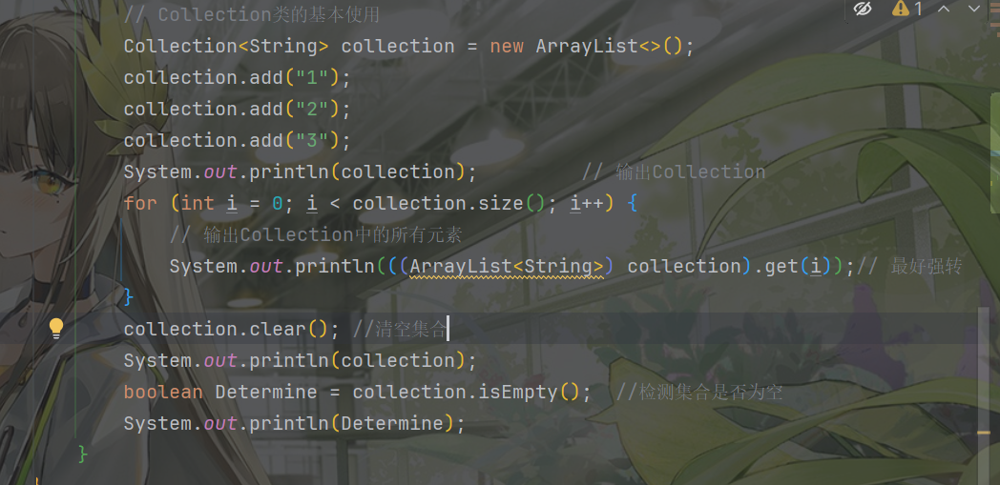 // Collection类的基本使用
1
Collection<String> collection = new ArrayList<>();
collection.add("1");
collection.add("2");
collection.add("3");
System.out.println(collection); // 输出Collection
for (int i = 0; i < collection.size(); i++) {
// 输出Collection中的所有元素
System.out.println(((ArrayList<String>) collection).get(i));// 最好强转
}
collection.clear(); //清空集合
System.out.println(collection);
boolean Determine = collection.isEmpty(); //检测集合是否为空
System.out.println(Determine);
}